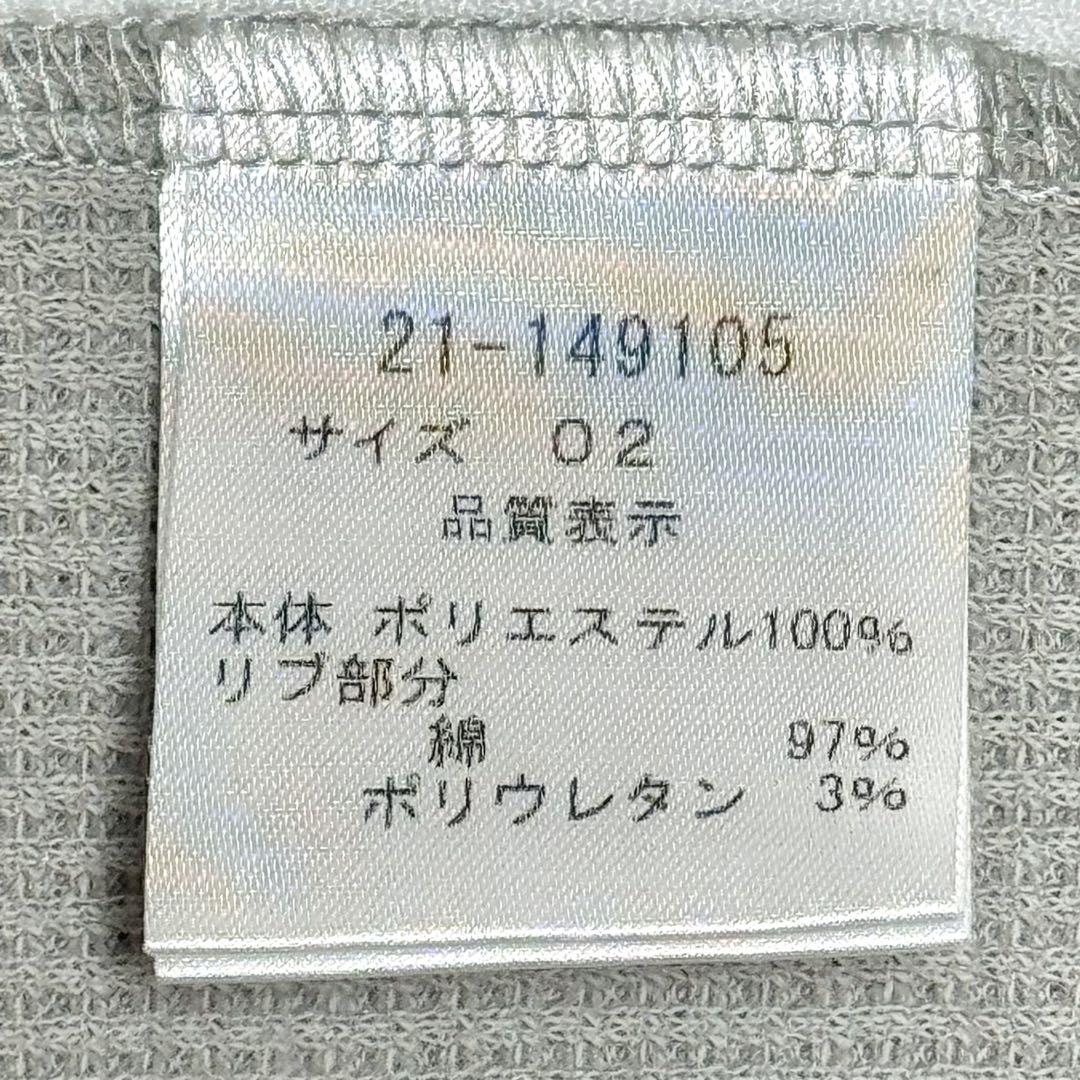 21-149105
サイズ 02
品質表示
本体 ポリエステル100%
リブ部分
綿 97%
ポリウレタン 3%